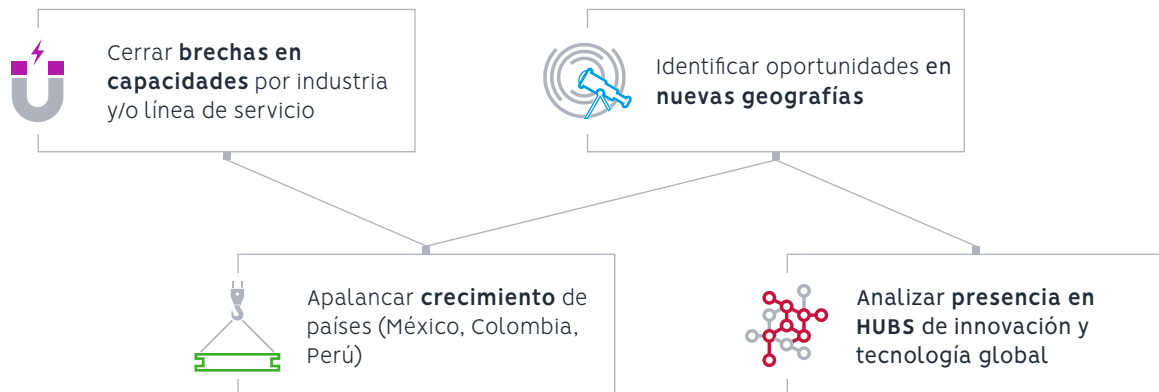 Cerrar brechas en
capacidades por industria
y/o línea de servicio
Identificar oportunidades en
nuevas geografías
Apalancar crecimiento de
países (México, Colombia,
Perú)
Analizar presencia en
HUBS de innovación y
tecnología global